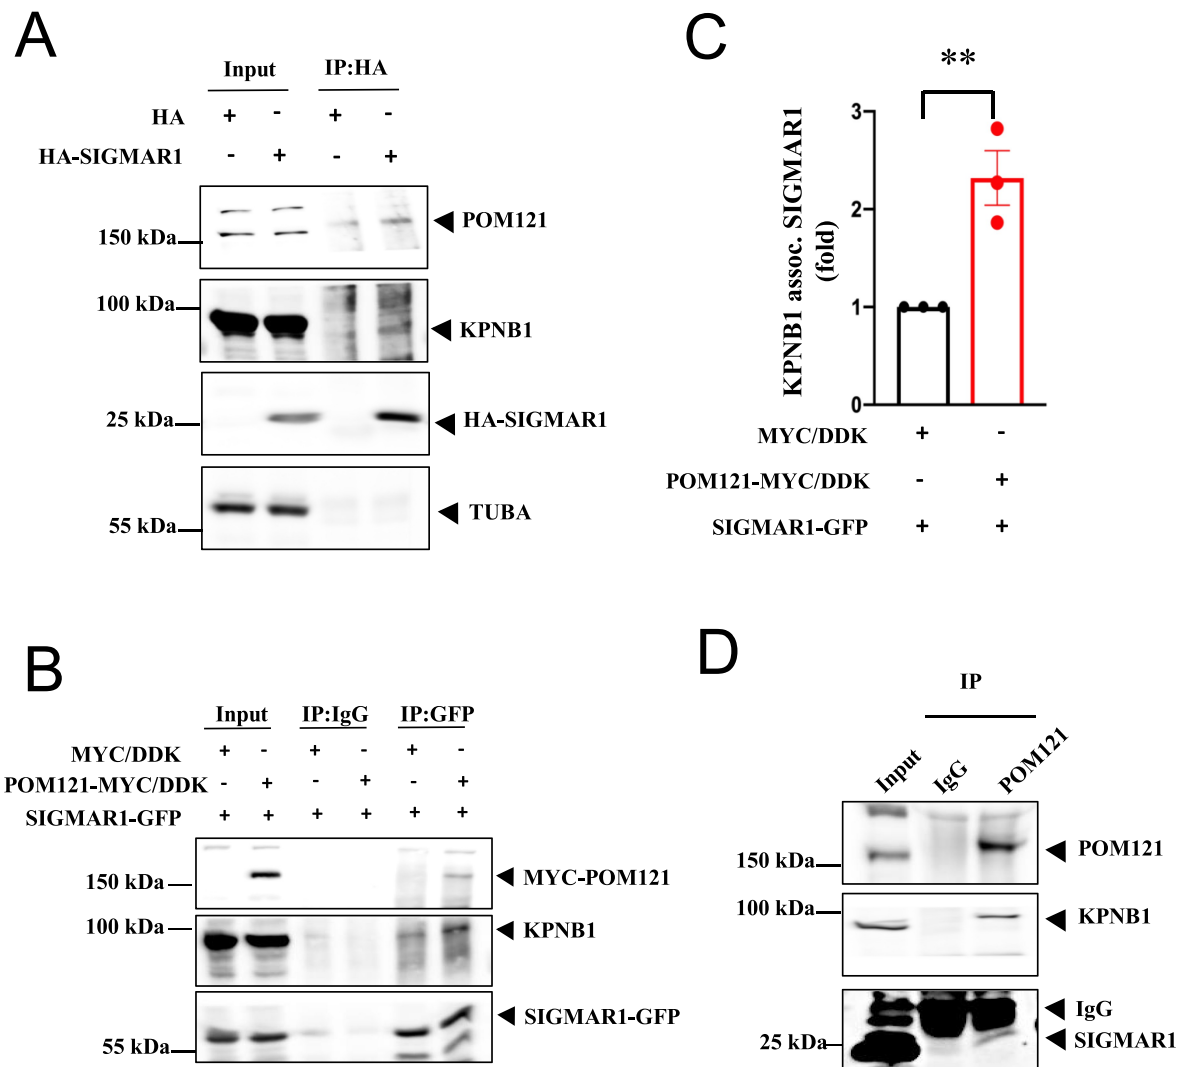 A
Input IP:HA
HA + - + -
HA-SIGMAR1 - + - +
150 kDa POM121
100 kDa KPNB1
25 kDa HA-SIGMAR1
55 kDa TUBA
B
Input IP:IgG IP:GFP
MYC/DDK + - + - + -
POM121-MYC/DDK - + - + - +
SIGMAR1-GFP + + + + + +
150 kDa MYC-POM121
100 kDa KPNB1
55 kDa SIGMAR1-GFP
C
**
KPNB1 assoc. SIGMAR1
(fold)
3
2
1
0
MYC/DDK + -
POM121-MYC/DDK - +
SIGMAR1-GFP + +
D
IP
Input IgG POM121
150 kDa POM121
100 kDa KPNB1
IgG
25 kDa SIGMAR1